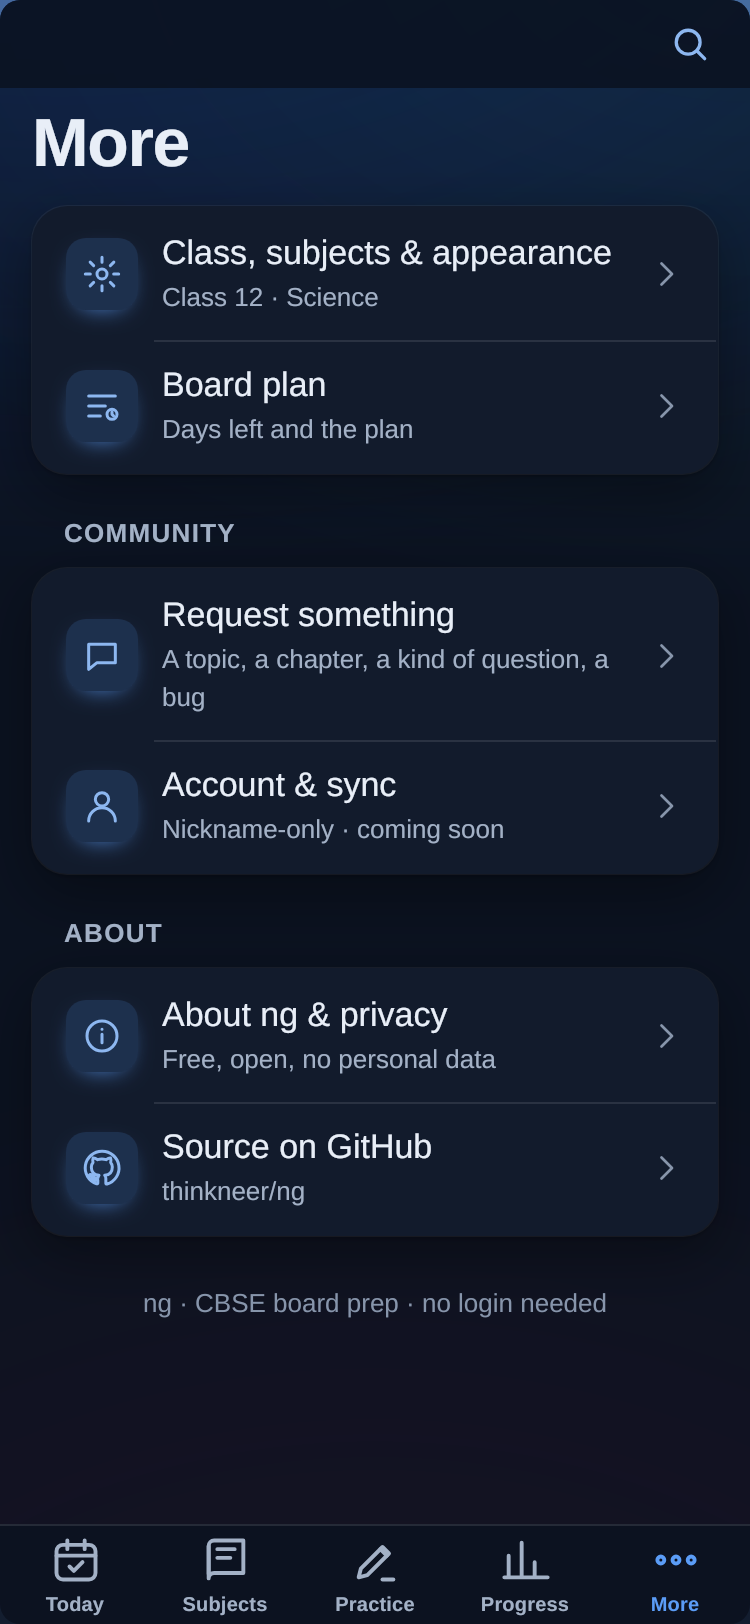 More
Class, subjects & appearance
Class 12 · Science
Board plan
Days left and the plan
COMMUNITY
Request something
A topic, a chapter, a kind of question, a
bug
Account & sync
Nickname-only · coming soon
ABOUT
About ng & privacy
Free, open, no personal data
Source on GitHub
thinkneer/ng
ng · CBSE board prep · no login needed
Today
Subjects
Practice
Progress
More